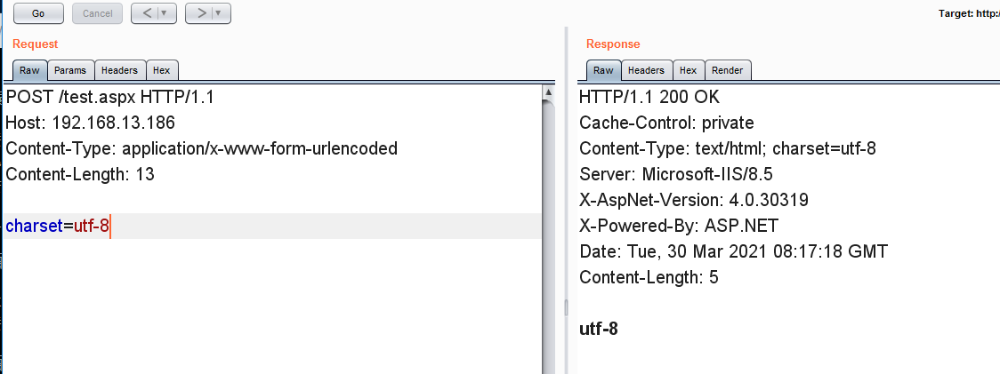 Go Cancel < > Target: http:/
Request
Raw Params Headers Hex
POST /test.aspx HTTP/1.1
Host: 192.168.13.186
Content-Type: application/x-www-form-urlencoded
Content-Length: 13
charset=utf-8
Response
Raw Headers Hex Render
HTTP/1.1 200 OK
Cache-Control: private
Content-Type: text/html; charset=utf-8
Server: Microsoft-IIS/8.5
X-AspNet-Version: 4.0.30319
X-Powered-By: ASP.NET
Date: Tue, 30 Mar 2021 08:17:18 GMT
Content-Length: 5
utf-8